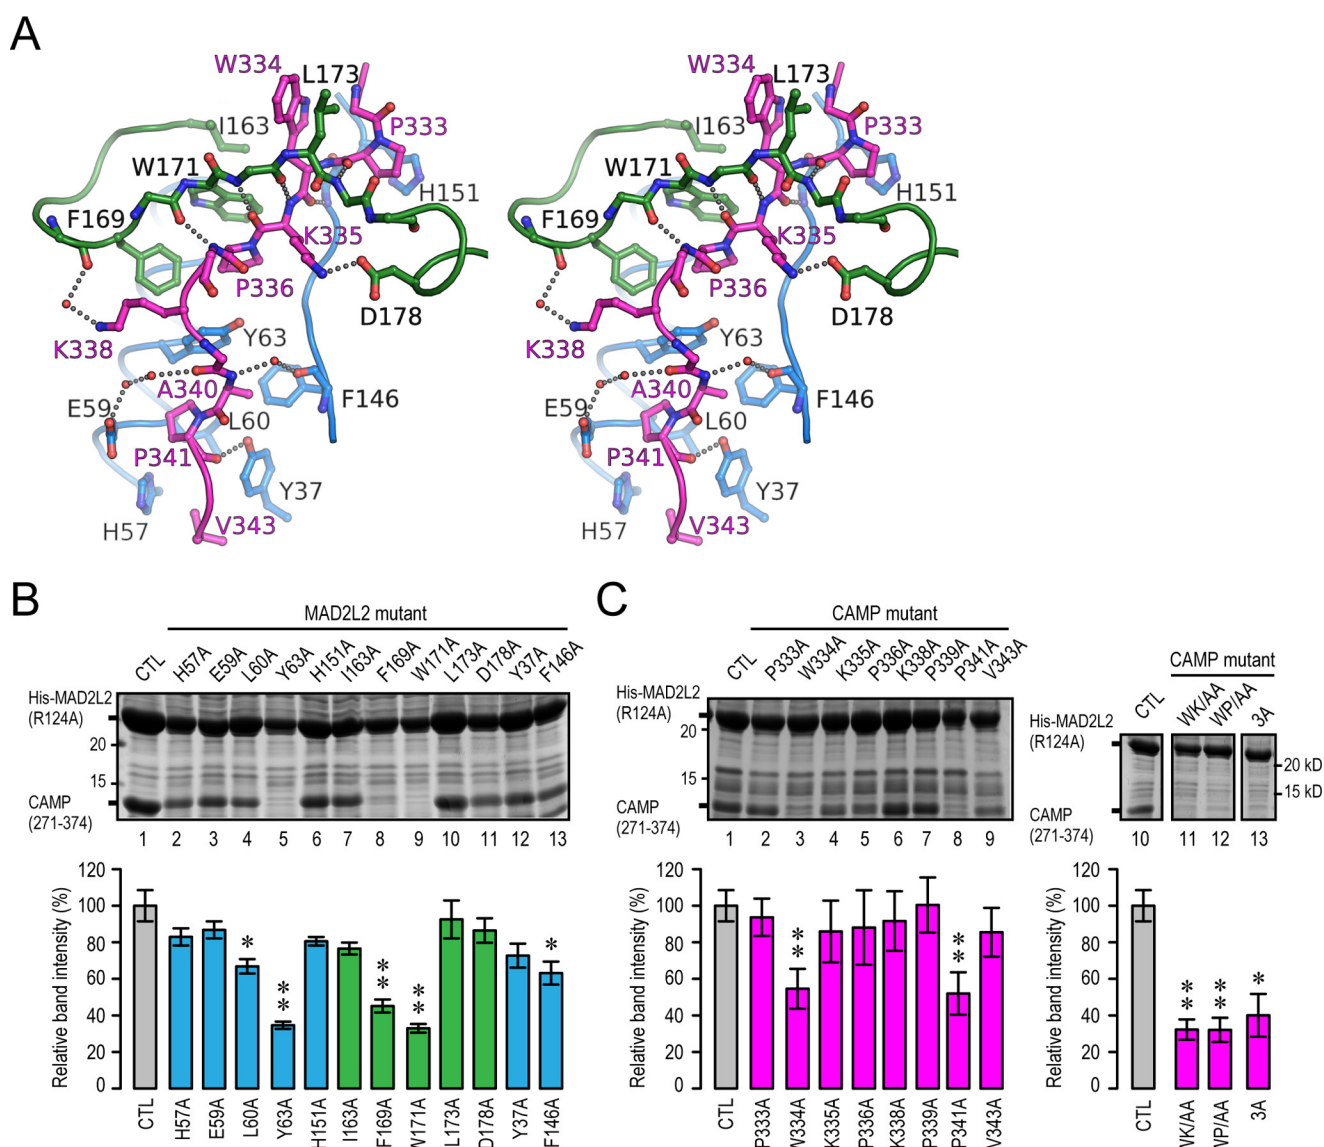 A
W334
L173
P333
I163
W171
H151
F169
K335
P336
D178
K338
Y63
A340
F146
E59
L60
P341
Y37
H57
V343
W334
L173
P333
I163
W171
H151
F169
K335
P336
D178
K338
Y63
A340
F146
E59
L60
P341
Y37
H57
V343
B
MAD2L2 mutant
CTL H57A E59A L60A Y63A H151A I163A F169A W171A L173A D178A Y37A F146A
His-MAD2L2
(R124A)
20
15
CAMP
(271-374)
1 2 3 4 5 6 7 8 9 10 11 12 13
Relative band intensity (%)
120
100
80
60
40
20
0
* ** ** ** *
CTL H57A E59A L60A Y63A H151A I163A F169A W171A L173A D178A Y37A F146A
C
CAMP mutant
CTL P333A W334A K335A P336A K338A P339A P341A V343A
His-MAD2L2
(R124A)
20
15
CAMP
(271-374)
1 2 3 4 5 6 7 8 9
CAMP mutant
CTL WK/AA WP/AA 3A
His-MAD2L2
(R124A)
20 kD
15 kD
CAMP
(271-374)
10 11 12 13
Relative band intensity (%)
120
100
80
60
40
20
0
** **
CTL P333A W334A K335A P336A K338A P339A P341A V343A
Relative band intensity (%)
120
100
80
60
40
20
0
** ** *
CTL WK/AA WP/AA 3A